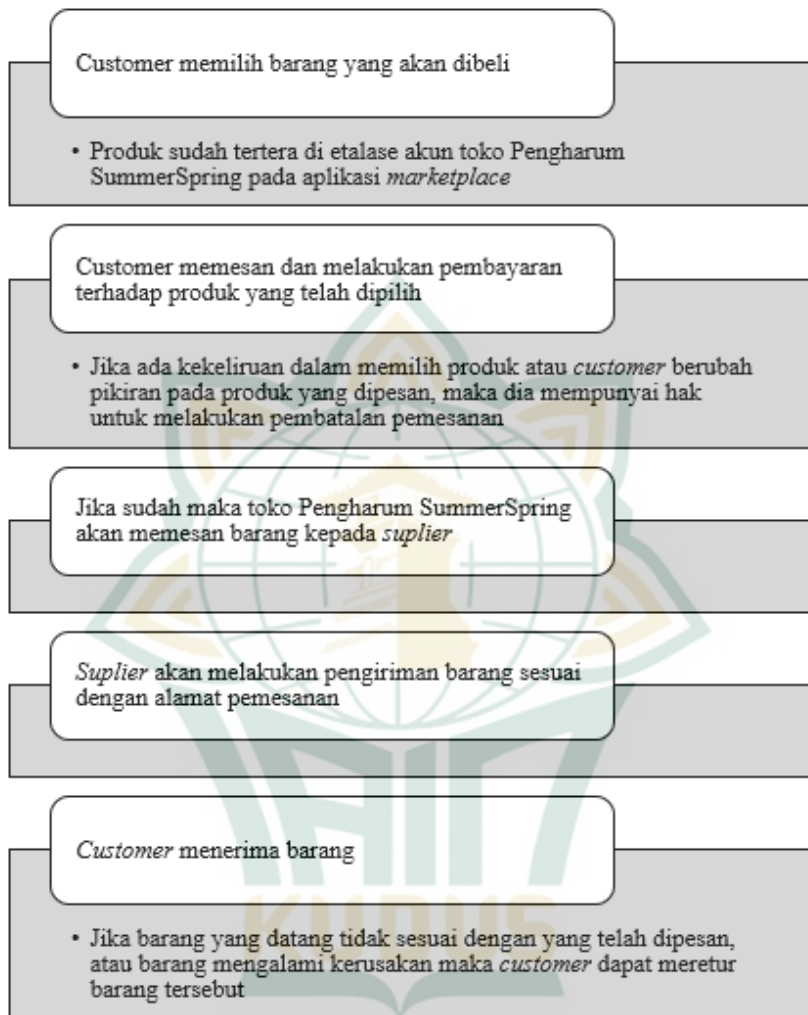 Customer memilih barang yang akan dibeli
• Produk sudah tertera di etalase akun toko Pengharum
SummerSpring pada aplikasi marketplace
Customer memesan dan melakukan pembayaran
terhadap produk yang telah dipilih
• Jika ada kekeliruan dalam memilih produk atau customer berubah
pikiran pada produk yang dipesan, maka dia mempunyai hak
untuk melakukan pembatalan pemesanan
Jika sudah maka toko Pengharum SummerSpring
akan memesan barang kepada suplier
Suplier akan melakukan pengiriman barang sesuai
dengan alamat pemesanan
Customer menerima barang
• Jika barang yang datang tidak sesuai dengan yang telah dipesan,
atau barang mengalami kerusakan maka customer dapat meretur
barang tersebut
IAIN
KUDUS